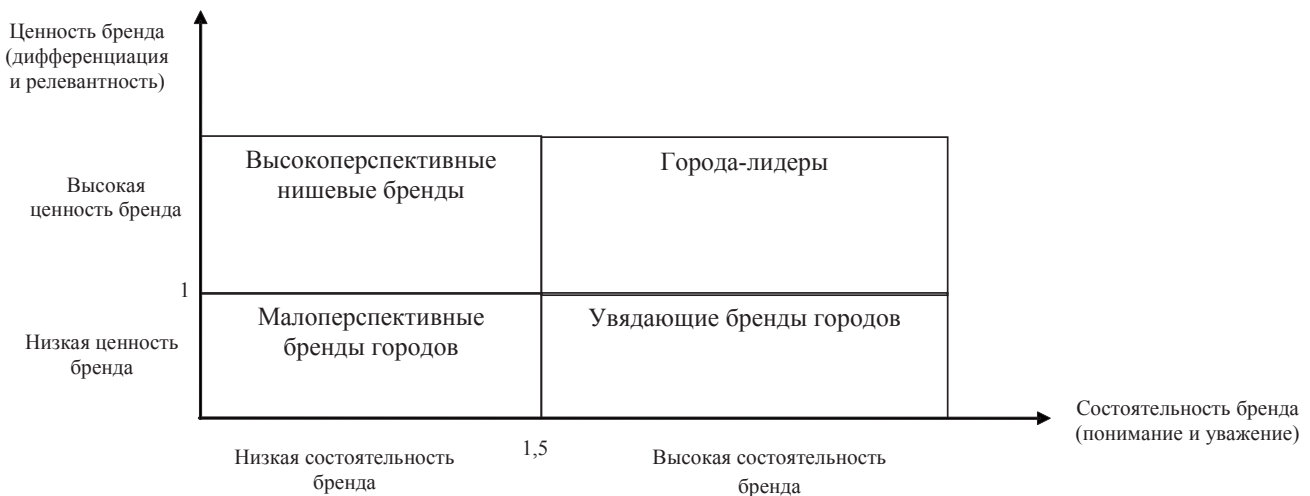 Ценность бренда
(дифференциация
и релевантность)
Высокоперспективные
нишевые бренды
Города-лидеры
Высокая
ценность бренда
1
Малоперспективные
бренды городов
Увядающие бренды городов
Низкая ценность
бренда
Состоятельность бренда
(понимание и уважение)
1,5
Низкая состоятельность
бренда
Высокая состоятельность
бренда